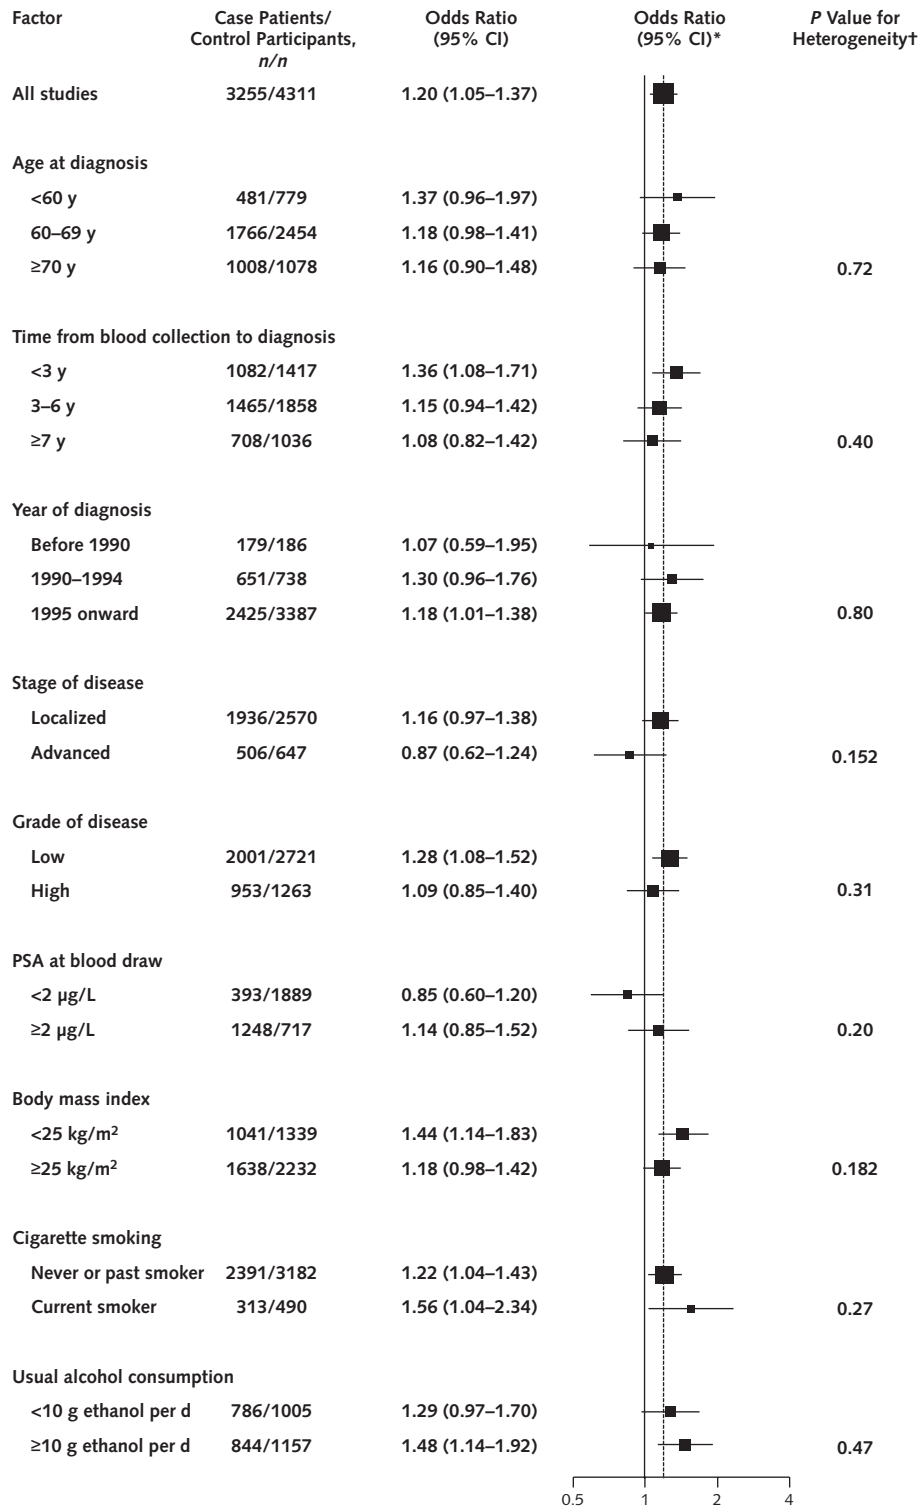 Factor Case Patients/ Odds Ratio Odds Ratio P Value for
Control Participants, (95% CI) (95% CI)* Heterogeneity†
n/n
All studies 3255/4311 1.20 (1.05–1.37)
Age at diagnosis
<60 y 481/779 1.37 (0.96–1.97)
60–69 y 1766/2454 1.18 (0.98–1.41)
≥70 y 1008/1078 1.16 (0.90–1.48) 0.72
Time from blood collection to diagnosis
<3 y 1082/1417 1.36 (1.08–1.71)
3–6 y 1465/1858 1.15 (0.94–1.42)
≥7 y 708/1036 1.08 (0.82–1.42) 0.40
Year of diagnosis
Before 1990 179/186 1.07 (0.59–1.95)
1990–1994 651/738 1.30 (0.96–1.76)
1995 onward 2425/3387 1.18 (1.01–1.38) 0.80
Stage of disease
Localized 1936/2570 1.16 (0.97–1.38)
Advanced 506/647 0.87 (0.62–1.24) 0.152
Grade of disease
Low 2001/2721 1.28 (1.08–1.52)
High 953/1263 1.09 (0.85–1.40) 0.31
PSA at blood draw
<2 µg/L 393/1889 0.85 (0.60–1.20)
≥2 µg/L 1248/717 1.14 (0.85–1.52) 0.20
Body mass index
<25 kg/m² 1041/1339 1.44 (1.14–1.83)
≥25 kg/m² 1638/2232 1.18 (0.98–1.42) 0.182
Cigarette smoking
Never or past smoker 2391/3182 1.22 (1.04–1.43)
Current smoker 313/490 1.56 (1.04–2.34) 0.27
Usual alcohol consumption
<10 g ethanol per d 786/1005 1.29 (0.97–1.70)
≥10 g ethanol per d 844/1157 1.48 (1.14–1.92) 0.47
0.5 1 2 4